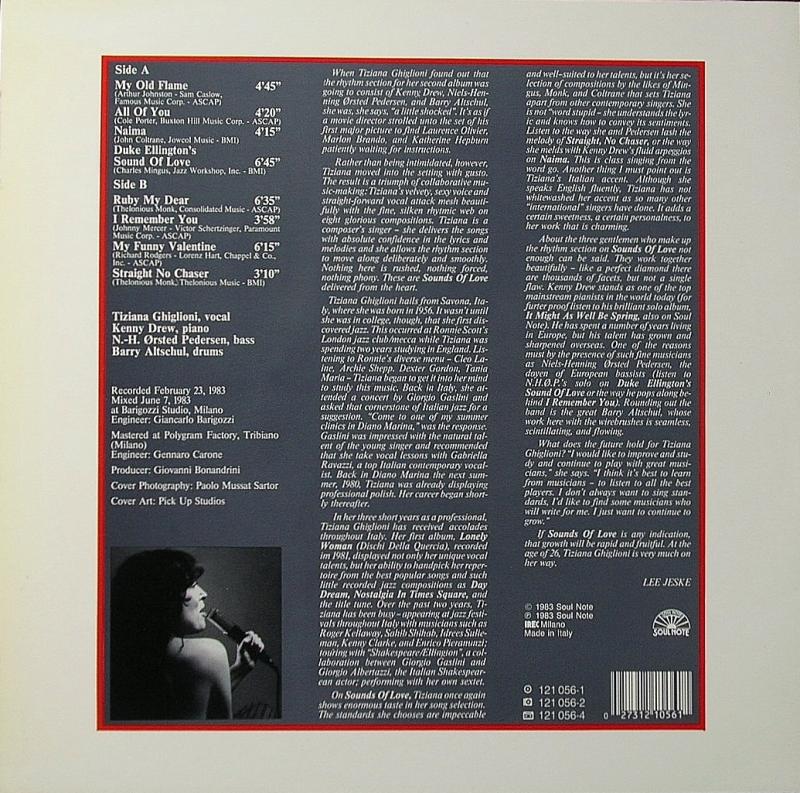 Side A
My Old Flame 4'45"
(Arthur Johnston - Sam Caslow,
Famous Music Corp. - ASCAP)
All Of You 4'20"
(Cole Porter, Buxton Hill Music Corp. - ASCAP)
Naima 4'15"
(John Coltrane, Jowcol Music - BMI)
Duke Ellington's
Sound Of Love 6'45"
(Charles Mingus, Jazz Workshop, Inc. - BMI)
Side B
Ruby My Dear 6'35"
(Thelonious Monk, Consolidated Music - ASCAP)
I Remember You 3'58"
(Johnny Mercer - Victor Schertzinger, Paramount
Music Corp. - ASCAP)
My Funny Valentine 6'15"
(Richard Rodgers - Lorenz Hart, Chappel & Co.,
Inc. - ASCAP)
Straight No Chaser 3'10"
(Thelonious Monk, Thelonious Music - BMI)
Tiziana Ghiglioni, vocal
Kenny Drew, piano
N.-H. Ørsted Pedersen, bass
Barry Altschul, drums
Recorded February 23, 1983
Mixed June 7, 1983
at Barigozzi Studio, Milano
Engineer: Giancarlo Barigozzi
Mastered at Polygram Factory, Tribiano
(Milano)
Engineer: Gennaro Carone
Producer: Giovanni Bonandrini
Cover Photography: Paolo Mussat Sartor
Cover Art: Pick Up Studios
When Tiziana Ghiglioni found out that
the rhythm section for her second album was
going to consist of Kenny Drew, Niels-Hen-
ning Ørsted Pedersen, and Barry Altschul,
she was, she says, "a little shocked". It's as if
a movie director strolled onto the set of his
first major picture to find Laurence Olivier,
Marlon Brando, and Katherine Hepburn
patiently waiting for instructions.
Rather than being intimidated, however,
Tiziana moved into the setting with gusto.
The result is a triumph of collaborative mu-
sic-making: Tiziana's velvety, sexy voice and
straight-forward vocal attack mesh beauti-
fully with the fine, silken rhythmic web on
eight glorious compositions. Tiziana is a
composer's singer – she delivers the songs
with absolute confidence in the lyrics and
melodies and she allows the rhythm section
to move along deliberately and smoothly.
Nothing here is rushed, nothing forced,
nothing phony. These are Sounds Of Love
delivered from the heart.
Tiziana Ghiglioni hails from Savona, Ita-
ly, where she was born in 1956. It wasn't until
she was in college, though, that she first dis-
covered jazz. This occurred at Ronnie Scott's
London jazz club/mecca while Tiziana was
spending two years studying in England. Lis-
tening to Ronnie's diverse menu – Cleo La-
ine, Archie Shepp, Dexter Gordon, Tania
Maria – Tiziana began to get it into her mind
to study this music. Back in Italy, she at-
tended a concert by Giorgio Gaslini and
asked that cornerstone of Italian jazz for a
suggestion. "Come to one of my summer
clinics in Diano Marina," was the response.
Gaslini was impressed with the natural tal-
ent of the young singer and recommended
that she take vocal lessons with Gabriella
Ravazzi, a top Italian contemporary vocal-
ist. Back in Diano Marina the next sum-
mer, 1980, Tiziana was already displaying
professional polish. Her career began short-
ly thereafter.
In her three short years as a professional,
Tiziana Ghiglioni has received accolades
throughout Italy. Her first album, Lonely
Woman (Dischi Della Quercia), recorded
im 1981, displayed not only her unique vocal
talents, but her ability to handpick her reper-
toire from the best popular songs and such
little recorded jazz compositions as Day
Dream, Nostalgia In Times Square, and
the title tune. Over the past two years, Ti-
ziana has been busy – appearing at jazz festi-
vals throughout Italy with musicians such as
Roger Kellaway, Sahib Shihab, Idrees Sulie-
man, Kenny Clarke, and Enrico Pieranunzi;
touring with "Shakespeare/Ellington", a col-
laboration between Giorgio Gaslini and
Giorgio Albertazzi, the Italian Shakespear-
ean actor; peforming with her own sextet.
On Sounds Of Love, Tiziana once again
shows enormous taste in her song selection.
The standards she chooses are impeccable
and well-suited to her talents, but it's her se-
lection of compositions by the likes of Min-
gus, Monk, and Coltrane that sets Tiziana
apart from other contemporary singers. She
is not "word stupid – she understands the lyr-
ic and knows how to convey its sentiments.
Listen to the way she and Pedersen lash the
melody of Straight, No Chaser, or the way
she melds with Kenny Drew's fluid arpeggios
on Naima. This is class singing from the
word go. Another thing I must point out is
Tiziana's Italian accent. Although she
speaks English fluently, Tiziana has not
whitewashed her accent as so many other
"international" singers have done. It adds a
certain sweetness, a certain personalness, to
her work that is charming.
About the three gentlemen who make up
the rhythm section on Sounds Of Love not
enough can be said. They work together
beautifully – like a perfect diamond there
are thousands of facets, but not a single
flaw. Kenny Drew stands as one of the top
mainstream pianists in the world today (for
furter proof listen to his brilliant solo album,
It Might As Well Be Spring, also on Soul
Note). He has spent a number of years living
in Europe, but his talent has grown and
sharpened overseas. One of the reasons
must by the presence of such fine musicians
as Niels-Henning Ørsted Pedersen, the
doyen of European bassists (listen to
N.H.Ø.P.'s solo on Duke Ellington's
Sound Of Love or the way he pops along be-
hind I Remember You). Rounding out the
band is the great Barry Altschul, whose
work here with the wirebrushes is seamless,
scintillating, and flowing.
What does the future hold for Tiziana
Ghiglioni? "I would like to improve and stu-
dy and continue to play with great musi-
cians," she says. "I think it's best to learn
from musicians – to listen to all the best
players. I don't always want to sing stan-
dards, I'd like to find some musicians who
will write for me. I just want to continue to
grow."
If Sounds Of Love is any indication,
that growth will be rapid and fruitful. At the
age of 26, Tiziana Ghiglioni is very much on
her way.
LEE JESKE
© 1983 Soul Note
℗ 1983 Soul Note
IREC Milano
Made in Italy
SOUL NOTE
121 056-1
121 056-2
121 056-4
0 27312 10561